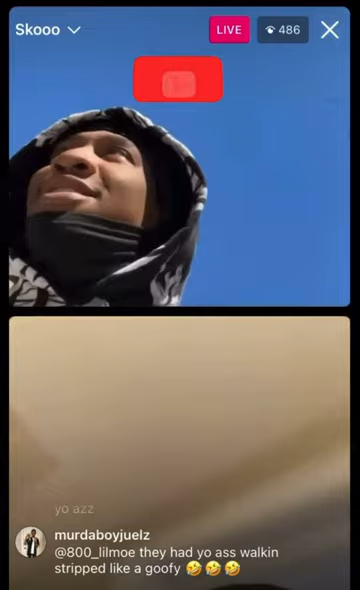 Skooo
LIVE
486
yo azz
murdaboyjuelz
@800_lilmoe they had yo ass walkin
stripped like a goofy 🤣🤣🤣